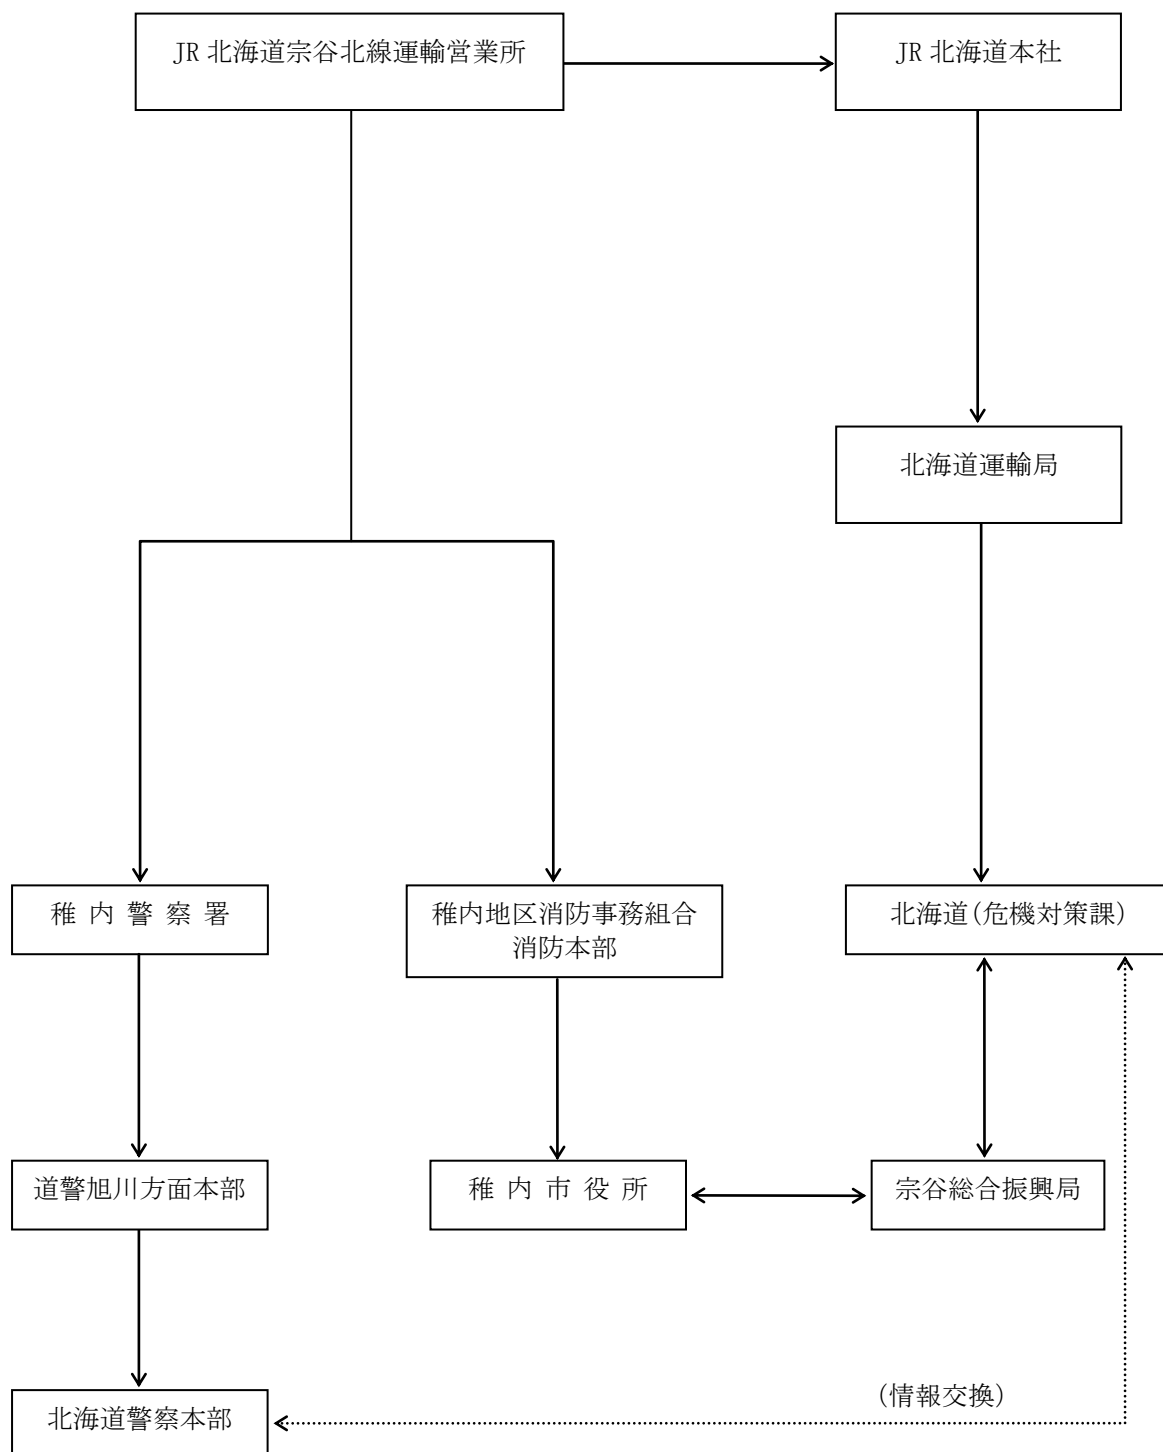 JR 北海道宗谷北線運輸営業所
JR 北海道本社
北海道運輸局
稚 内 警 察 署
稚内地区消防事務組合
消防本部
北海道(危機対策課)
道警旭川方面本部
稚 内 市 役 所
宗谷総合振興局
(情報交換)
北海道警察本部